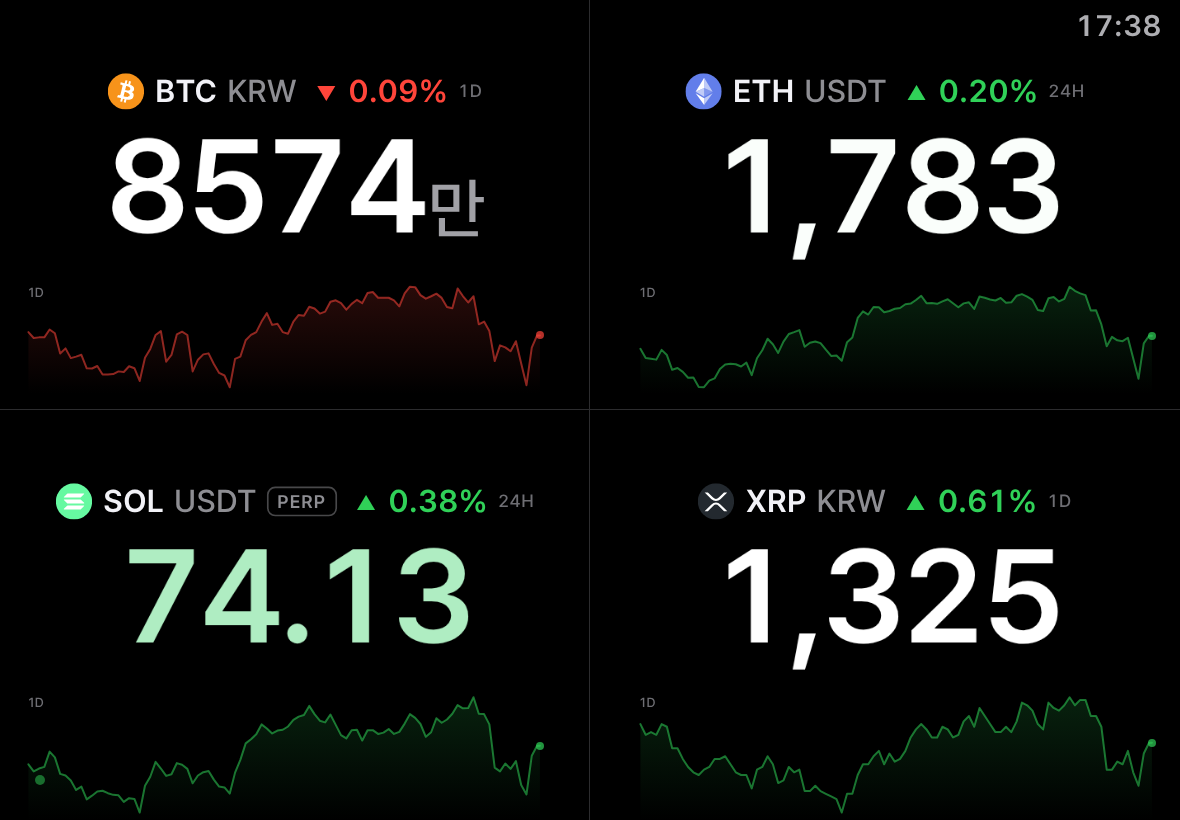 17:38
BTC KRW ▼ 0.09% 1D
8574만
1D
ETH USDT ▲ 0.20% 24H
1,783
1D
SOL USDT PERP ▲ 0.38% 24H
74.13
1D
XRP KRW ▲ 0.61% 1D
1,325
1D